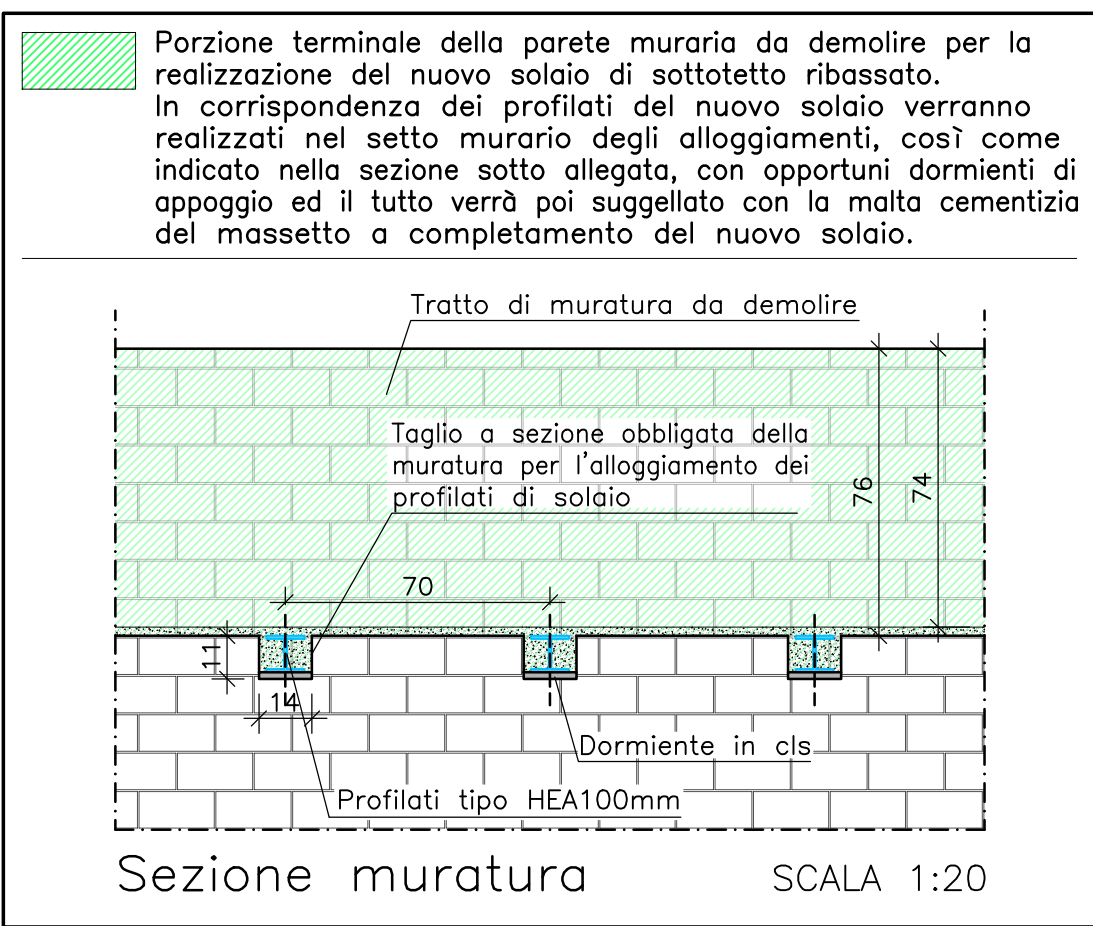 Porzione terminale della parete muraria da demolire per la
realizzazione del nuovo solaio di sottotetto ribassato.
In corrispondenza dei profilati del nuovo solaio verranno
realizzati nel setto murario degli alloggiamenti, così come
indicato nella sezione sotto allegata, con opportuni dormienti di
appoggio ed il tutto verrà poi suggellato con la malta cementizia
del massetto a completamento del nuovo solaio.
Tratto di muratura da demolire
Taglio a sezione obbligata della
muratura per l'alloggiamento dei
profilati di solaio
76
74
70
11
14
Dormiente in cls
Profilati tipo HEA100mm
Sezione muratura
SCALA 1:20